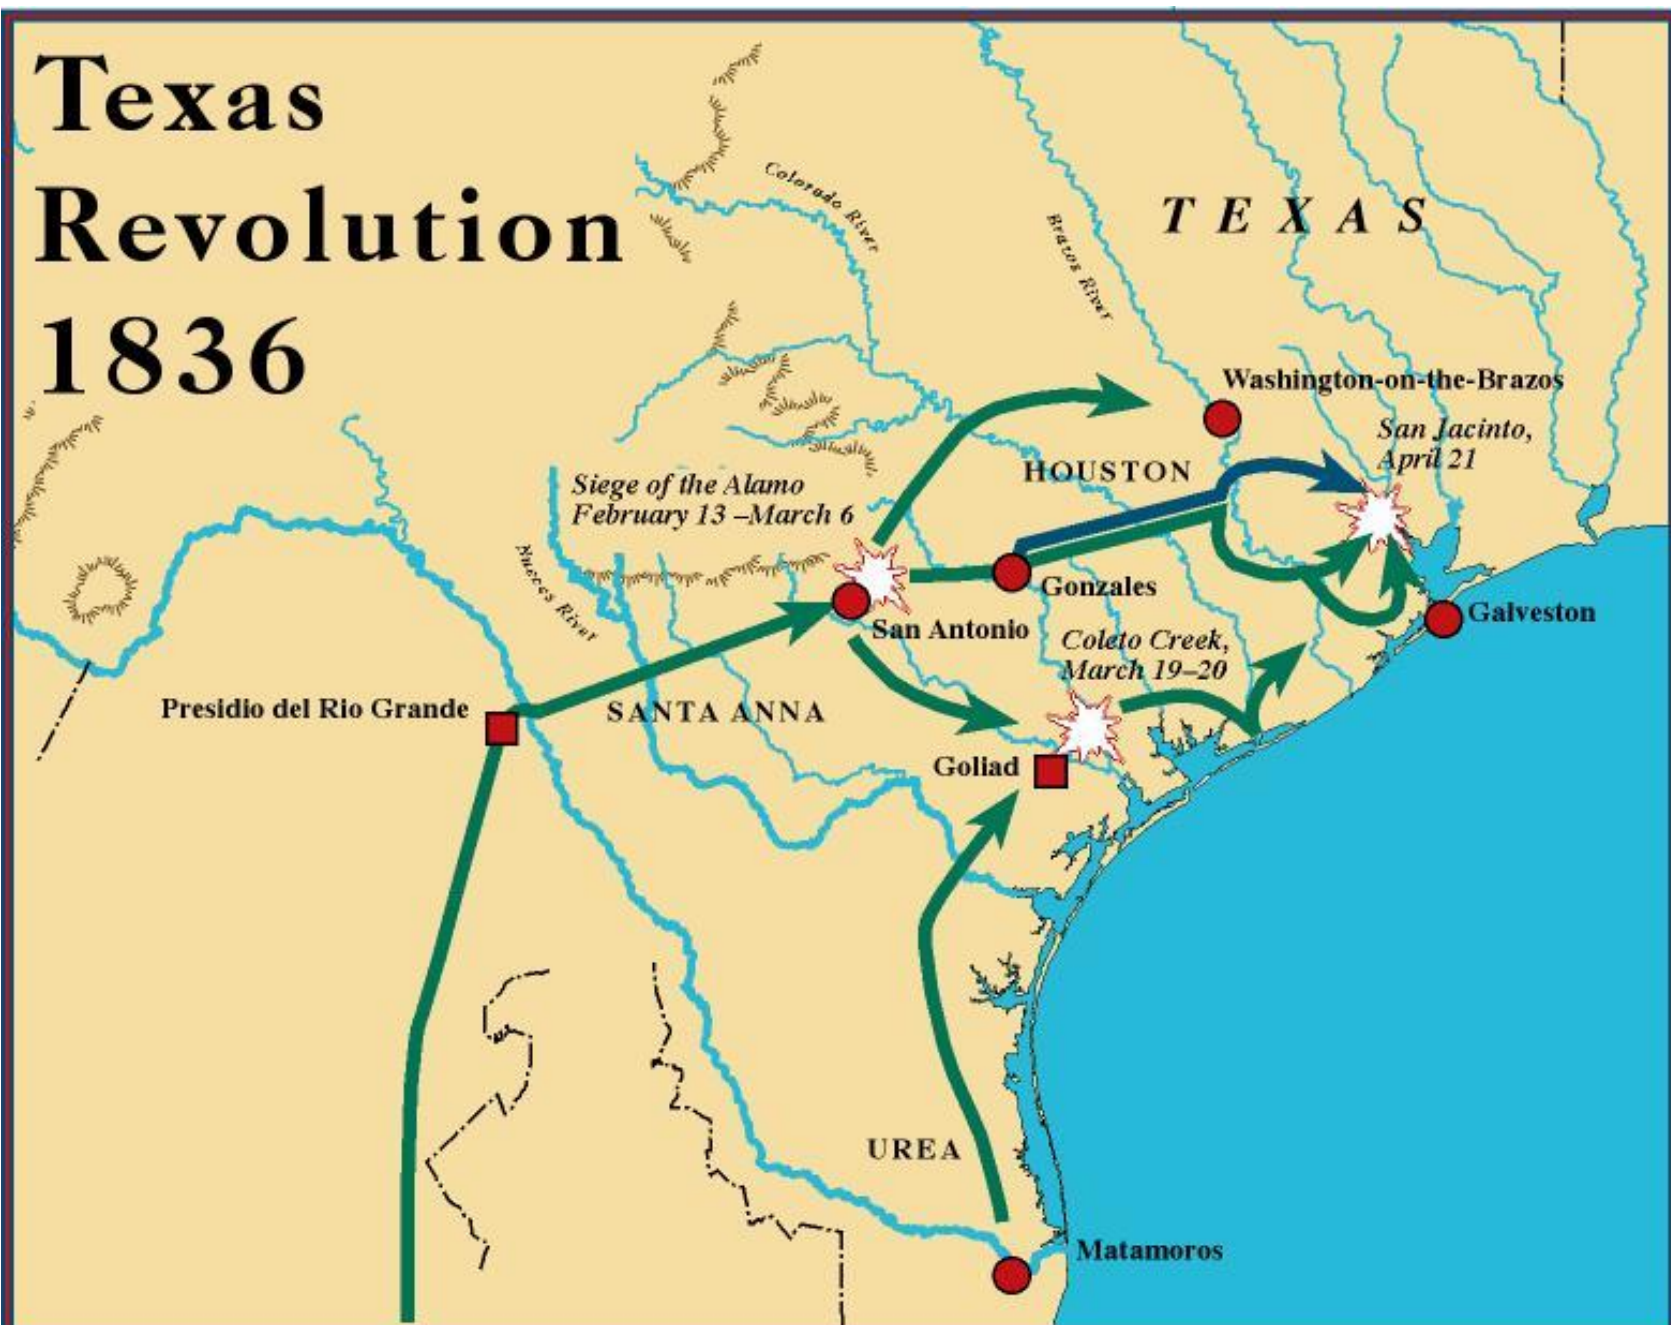 Texas
Revolution
1836
Colorado River
Brazos River
TEXAS
Washington-on-the-Brazos
San Jacinto,
April 21
HOUSTON
Siege of the Alamo
February 13 –March 6
Nueces River
Gonzales
Galveston
San Antonio
Coleto Creek,
March 19–20
Presidio del Rio Grande
SANTA ANNA
Goliad
UREA
Matamoros